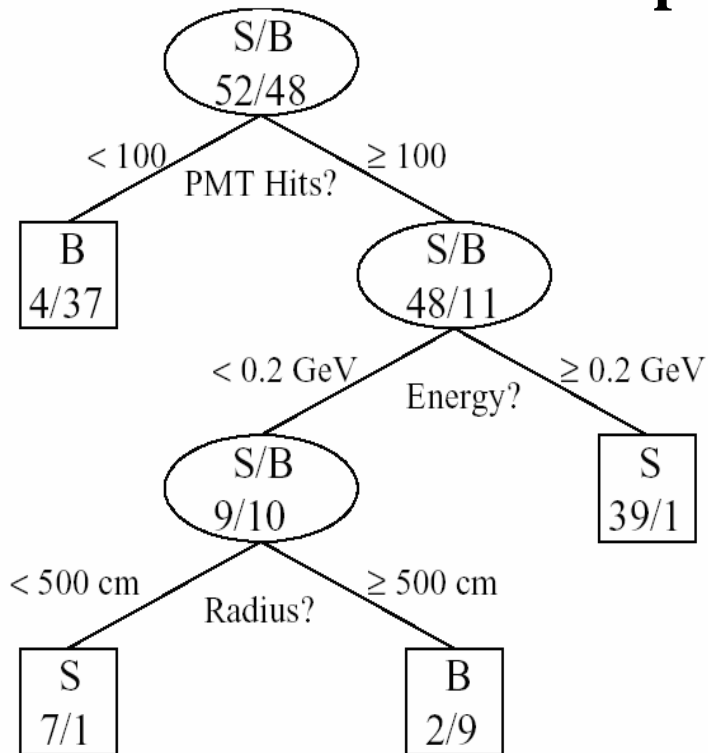 S/B
52/48
< 100
≥ 100
PMT Hits?
B
4/37
S/B
48/11
< 0.2 GeV
≥ 0.2 GeV
Energy?
S/B
9/10
S
39/1
< 500 cm
≥ 500 cm
Radius?
S
7/1
B
2/9